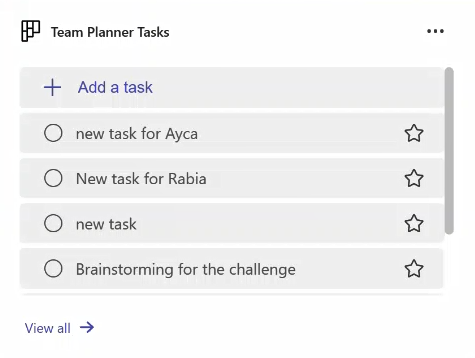 Team Planner Tasks
Add a task
new task for Ayca
New task for Rabia
new task
Brainstorming for the challenge
View all